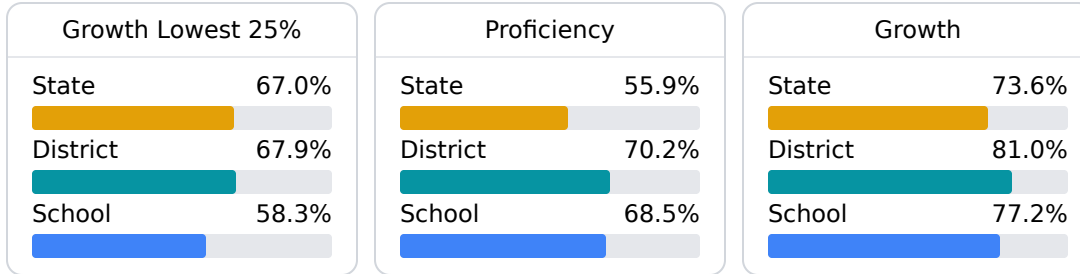 Growth Lowest 25%
State 67.0%
District 67.9%
School 58.3%
Proficiency
State 55.9%
District 70.2%
School 68.5%
Growth
State 73.6%
District 81.0%
School 77.2%